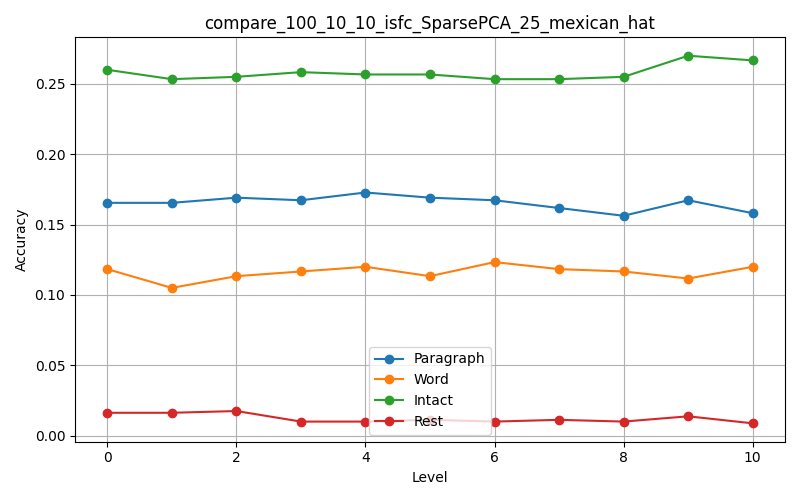 compare_100_10_10_isfc_SparsePCA_25_mexican_hat
Accuracy
0.25
0.20
0.15
0.10
0.05
0.00
Paragraph
Word
Intact
Rest
0 2 4 6 8 10
Level